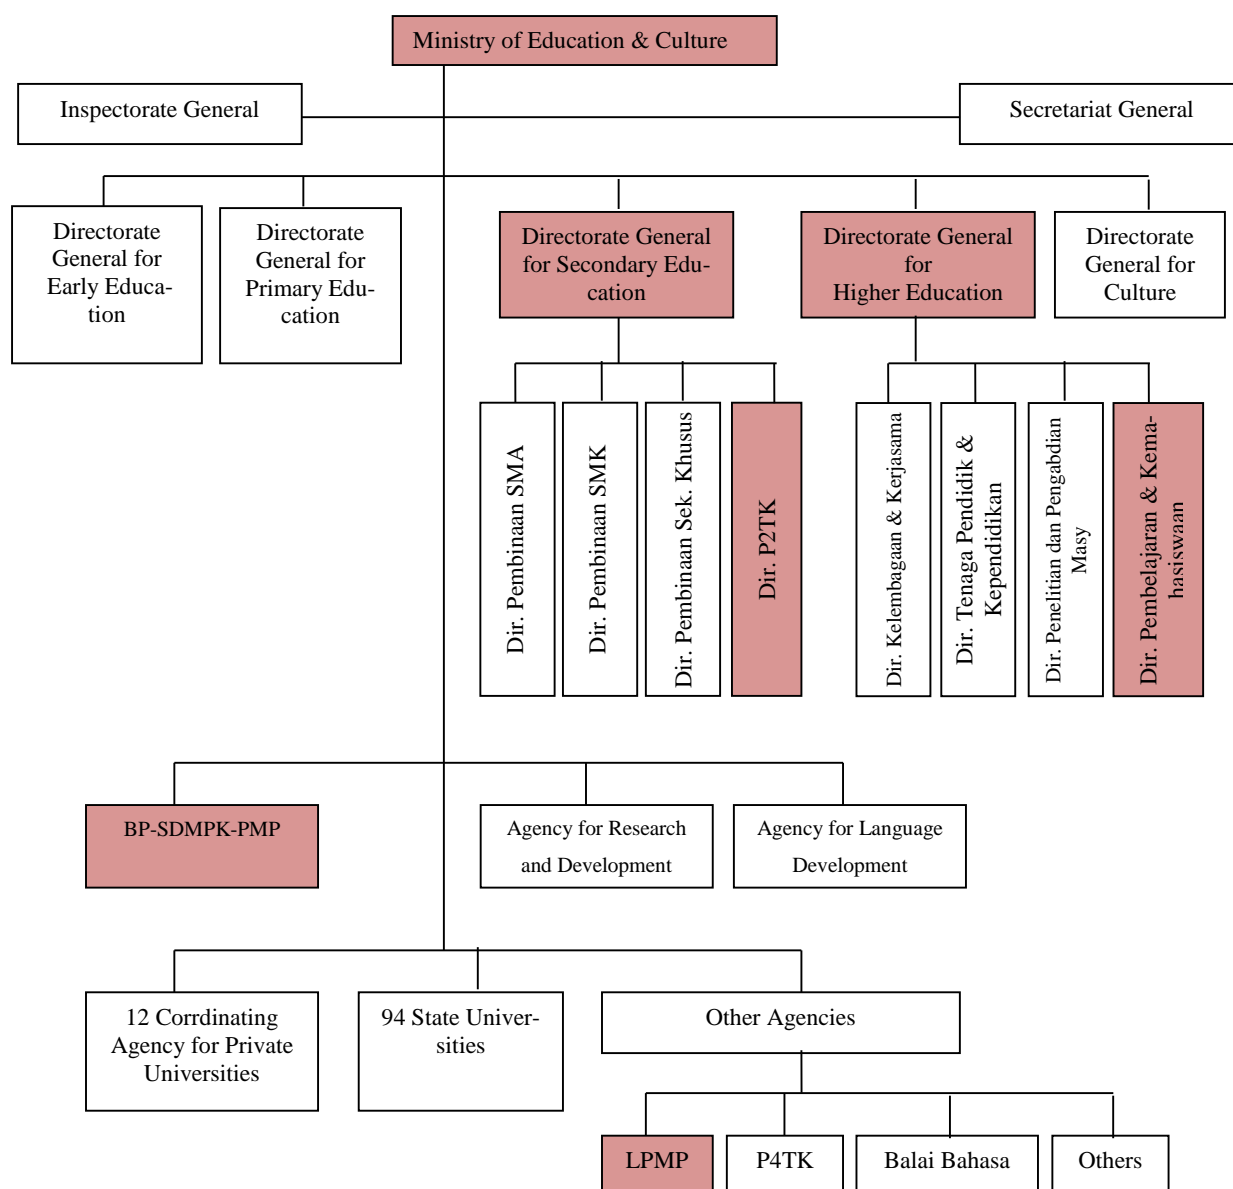 Ministry of Education & Culture
Inspectorate General
Secretariat General
Directorate
General for
Early Educa-
tion
Directorate
General for
Primary Edu-
cation
Directorate General
for Secondary Edu-
cation
Directorate General
for
Higher Education
Directorate
General for
Culture
Dir. Pembinaan SMA
Dir. Pembinaan SMK
Dir. Pembinaan Sek. Khusus
Dir. P2TK
Dir. Kelembagaan & Kerjasama
Dir. Tenaga Pendidik &
Kependidikan
Dir. Penelitian dan Pengabdian
Masy
Dir. Pembelajaran & Kema-
hasiswaan
BP-SDMPK-PMP
Agency for Research
and Development
Agency for Language
Development
12 Corrdinating
Agency for Private
Universities
94 State Univer-
sities
Other Agencies
LPMP
P4TK
Balai Bahasa
Others